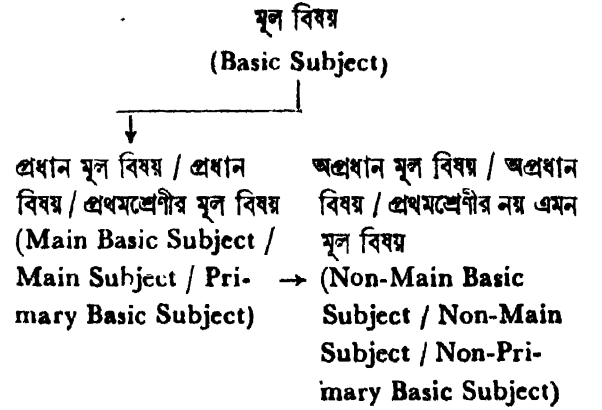 মূল বিষয়
(Basic Subject)
প্রধান মূল বিষয় / প্রধান
বিষয় / প্রথমশ্রেণীর মূল বিষয়
(Main Basic Subject /
Main Subject / Pri-
mary Basic Subject)
→
অপ্রধান মূল বিষয় / অপ্রধান
বিষয় / প্রথমশ্রেণীর নয় এমন
মূল বিষয়
(Non-Main Basic
Subject / Non-Main
Subject / Non-Pri-
mary Basic Subject)